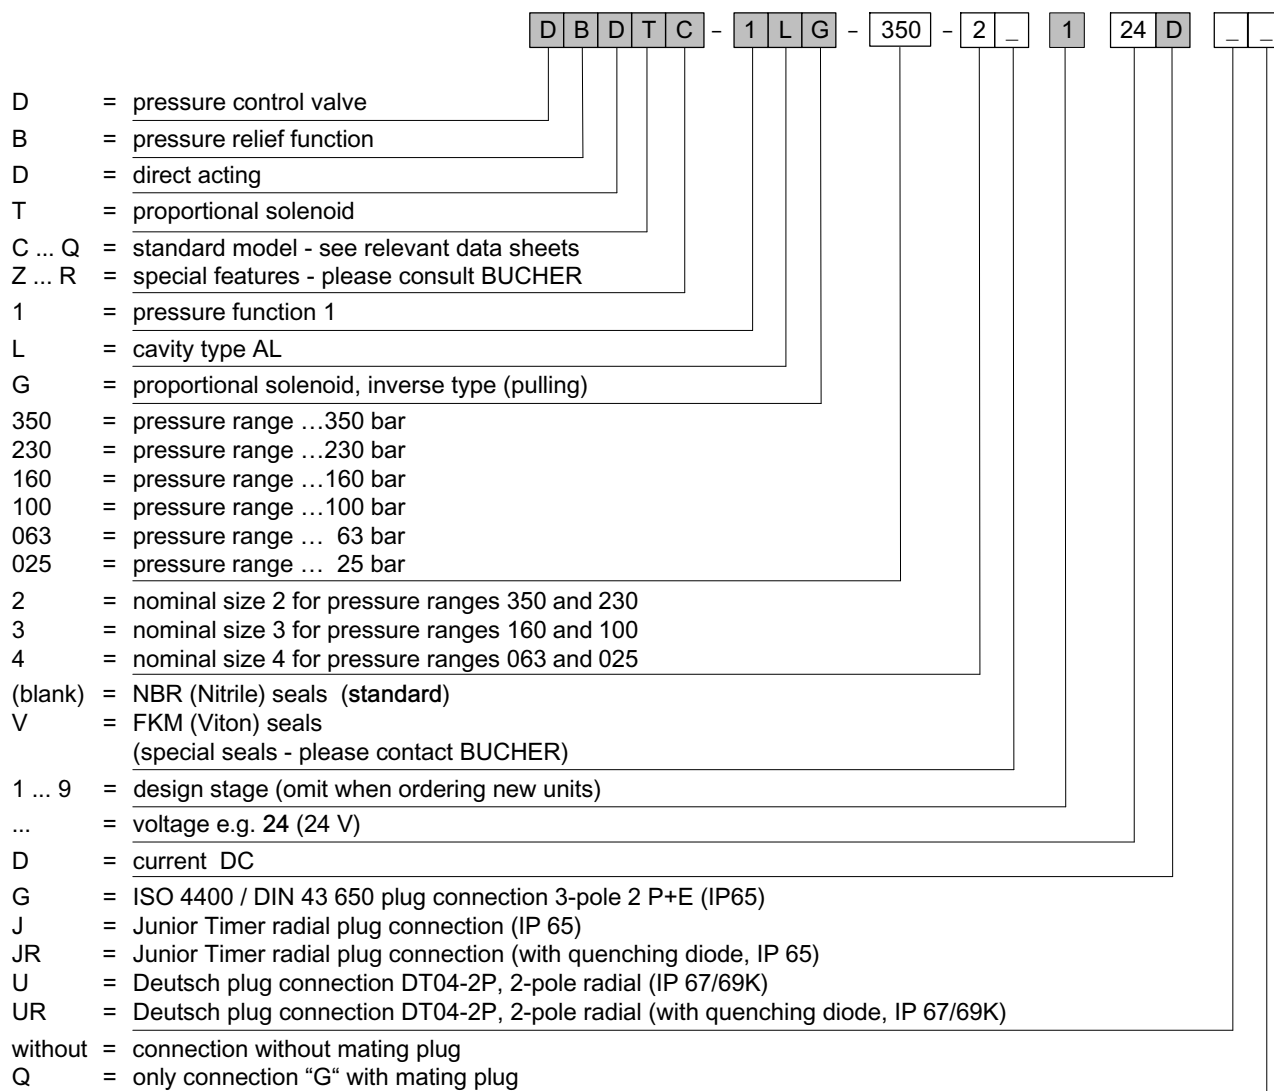 D B D T C - 1 L G - 350 - 2 _ 1 24 D _ _
D = pressure control valve
B = pressure relief function
D = direct acting
T = proportional solenoid
C ... Q = standard model - see relevant data sheets
Z ... R = special features - please consult BUCHER
1 = pressure function 1
L = cavity type AL
G = proportional solenoid, inverse type (pulling)
350 = pressure range …350 bar
230 = pressure range …230 bar
160 = pressure range …160 bar
100 = pressure range …100 bar
063 = pressure range … 63 bar
025 = pressure range … 25 bar
2 = nominal size 2 for pressure ranges 350 and 230
3 = nominal size 3 for pressure ranges 160 and 100
4 = nominal size 4 for pressure ranges 063 and 025
(blank) = NBR (Nitrile) seals (standard)
V = FKM (Viton) seals
(special seals - please contact BUCHER)
1 ... 9 = design stage (omit when ordering new units)
... = voltage e.g. 24 (24 V)
D = current DC
G = ISO 4400 / DIN 43 650 plug connection 3-pole 2 P+E (IP65)
J = Junior Timer radial plug connection (IP 65)
JR = Junior Timer radial plug connection (with quenching diode, IP 65)
U = Deutsch plug connection DT04-2P, 2-pole radial (IP 67/69K)
UR = Deutsch plug connection DT04-2P, 2-pole radial (with quenching diode, IP 67/69K)
without = connection without mating plug
Q = only connection “G“ with mating plug